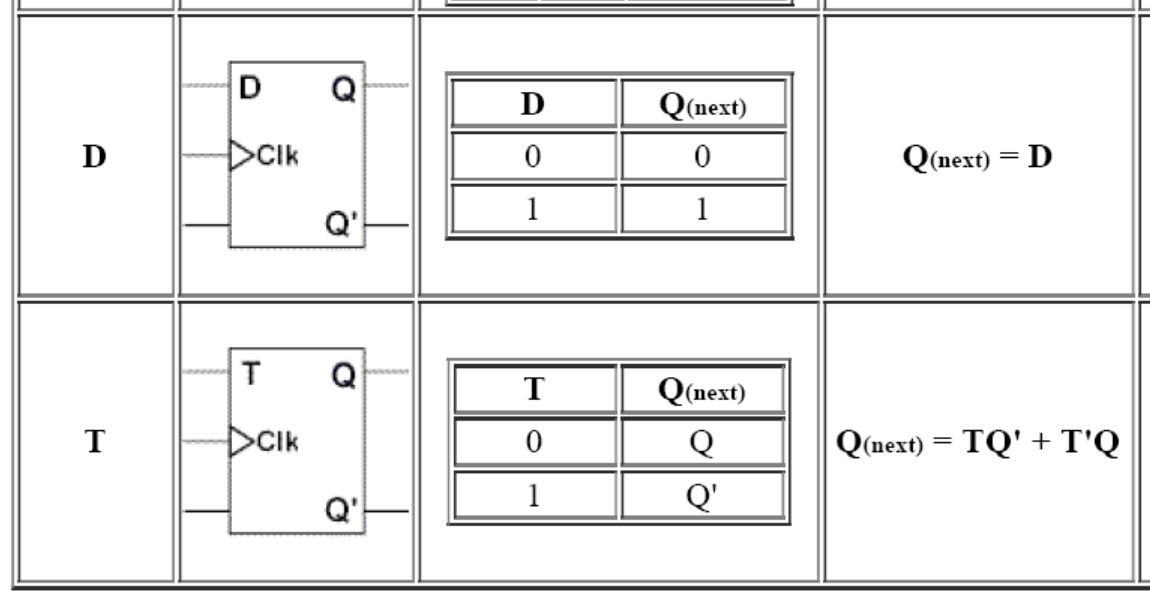 D
D Q
Clk
Q'
D Q(next)
0 0
1 1
Q(next) = D
T
T Q
Clk
Q'
T Q(next)
0 Q
1 Q'
Q(next) = TQ' + T'Q